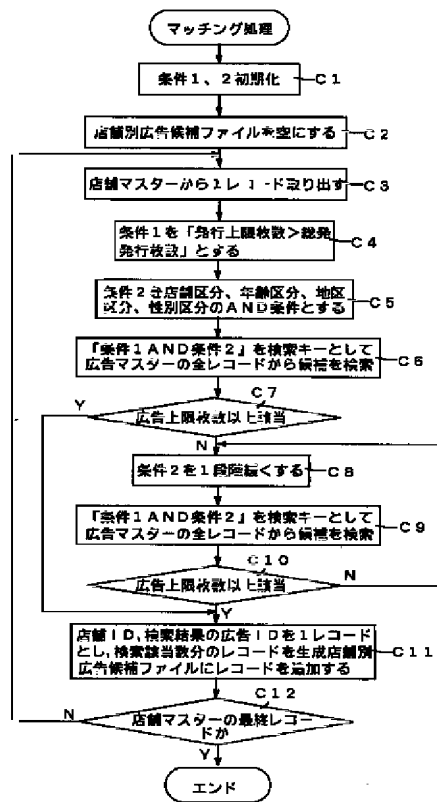 マッチング処理
条件1、2初期化
C1
店舗別広告候補ファイルを空にする
C2
店舗マスターから1レコード取り出す
C3
条件1を「発行上限枚数>総発
発行枚数」とする
C4
条件2を店舗区分、年齢区分、地区
区分、性別区分のAND条件とする
C5
『条件1AND条件2』を検索キーとして
広告マスターの全レコードから候補を検索
C6
C7
Y
広告上限枚数以上該当
N
条件2を1段階緩くする
C8
『条件1AND条件2』を検索キーとして
広告マスターの全レコードから候補を検索
C9
C10
広告上限枚数以上該当
N
Y
店舗ID、検索結果の広告IDを1レコード
とし、検索該当数分のレコードを生成店舗別
広告候補ファイルにレコードを追加する
C11
C12
N
店舗マスターの最終レコー
ドか
Y
エンド